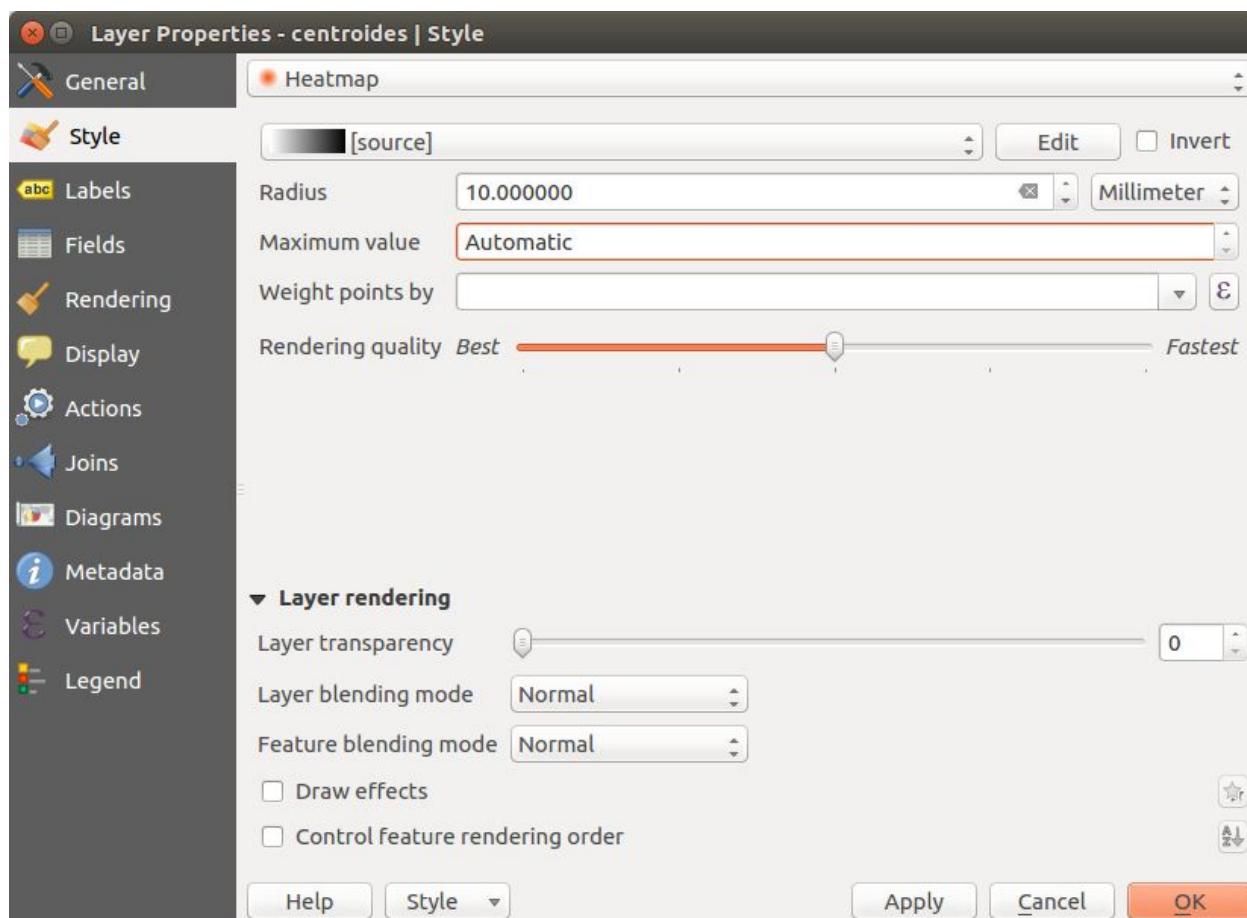 Layer Properties - centroides | Style
General
Style
abc Labels
Fields
Rendering
Display
Actions
Joins
Diagrams
Metadata
Variables
Legend
Heatmap
[source] Edit Invert
Radius 10.000000 Millimeter
Maximum value Automatic
Weight points by ε
Rendering quality Best Fastest
Layer rendering
Layer transparency 0
Layer blending mode Normal
Feature blending mode Normal
Draw effects
Control feature rendering order
Help Style Apply Cancel OK